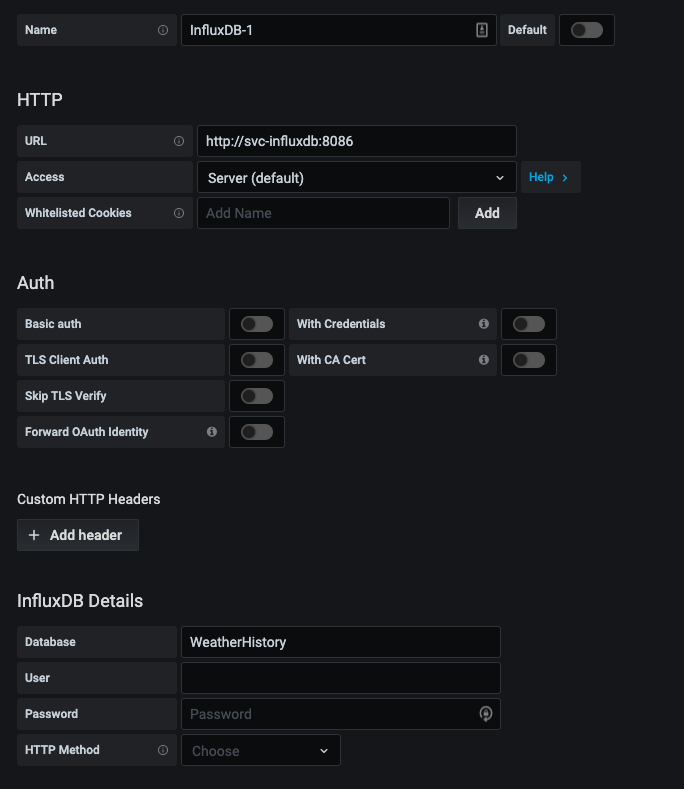 Name InfluxDB-1 Default
HTTP
URL http://svc-influxdb:8086
Access Server (default) Help >
Whitelisted Cookies Add Name Add
Auth
Basic auth With Credentials
TLS Client Auth With CA Cert
Skip TLS Verify
Forward OAuth Identity
Custom HTTP Headers
+ Add header
InfluxDB Details
Database WeatherHistory
User
Password Password
HTTP Method Choose